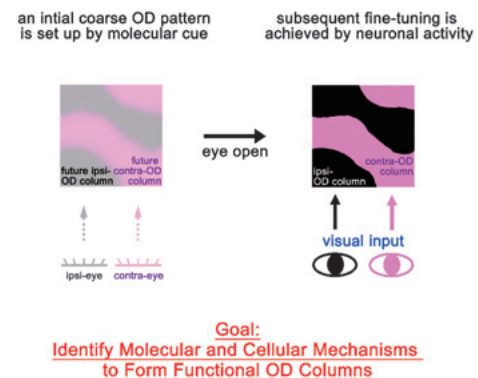 an intial coarse OD pattern
is set up by molecular cue
subsequent fine-tuning is
achieved by neuronal activity
future ipsi-
OD column
future
contra-OD
column
eye open
ipsi-
OD column
contra-OD
column
ipsi-eye
contra-eye
visual input
Goal:
Identify Molecular and Cellular Mechanisms
to Form Functional OD Columns